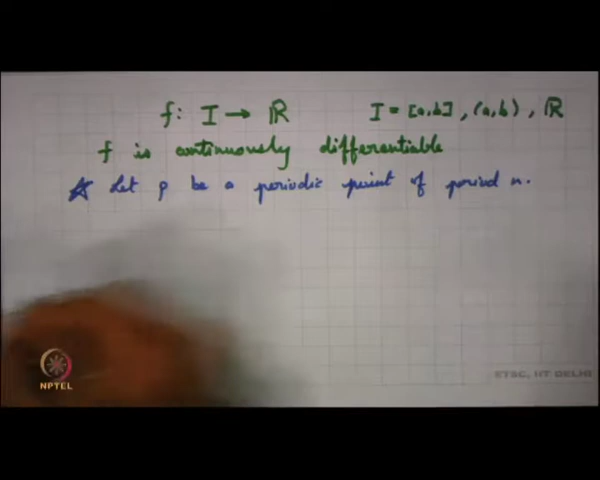 f: I → ℝ I = [a,b], (a,b), ℝ
f is continuously differentiable
☆ Let p be a periodic point of period n.
NPTEL
ETSC, IIT DELHI